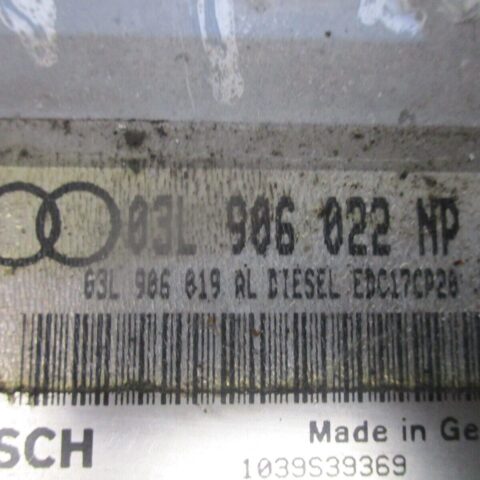 03L 906 022 NP
03L 906 019 AL DIESEL EDC17CP20
SCH
Made in Ge
1039S39369